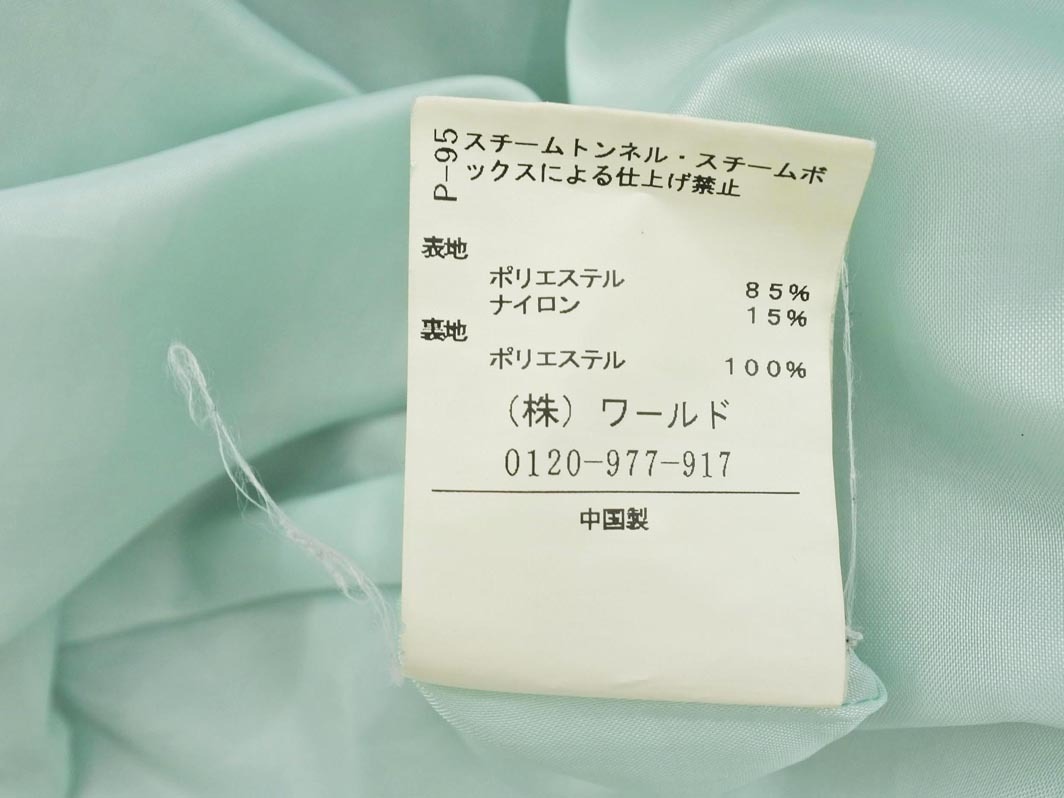 P-95
スチームトンネル・スチームボ
ックスによる仕上げ禁止
表地
ポリエステル 85%
ナイロン 15%
裏地
ポリエステル 100%
(株)ワールド
0120-977-917
中国製